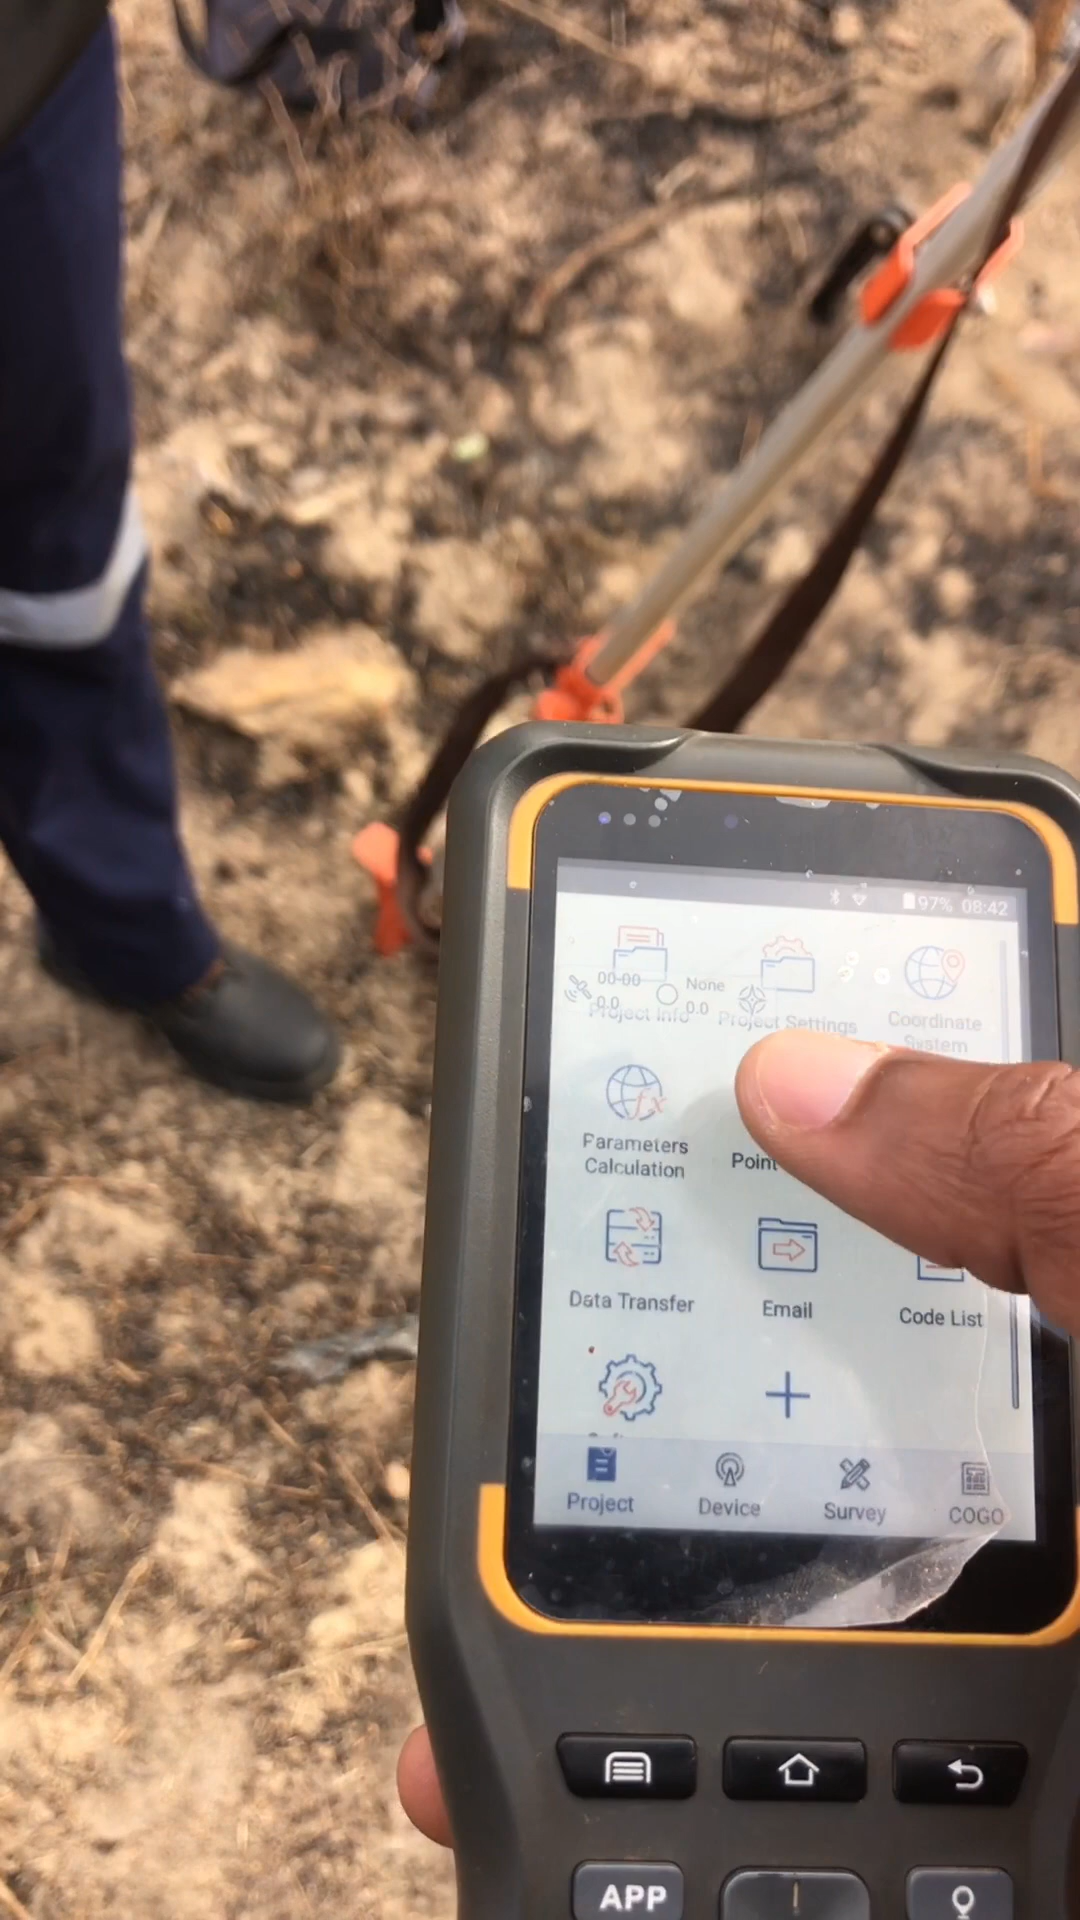 97% 08:42
00-00 None
0.0 0.0
Project Info Project Settings Coordinate
System
Parameters
Calculation
Point
Data Transfer Email Code List
Project Device Survey COGO
APP